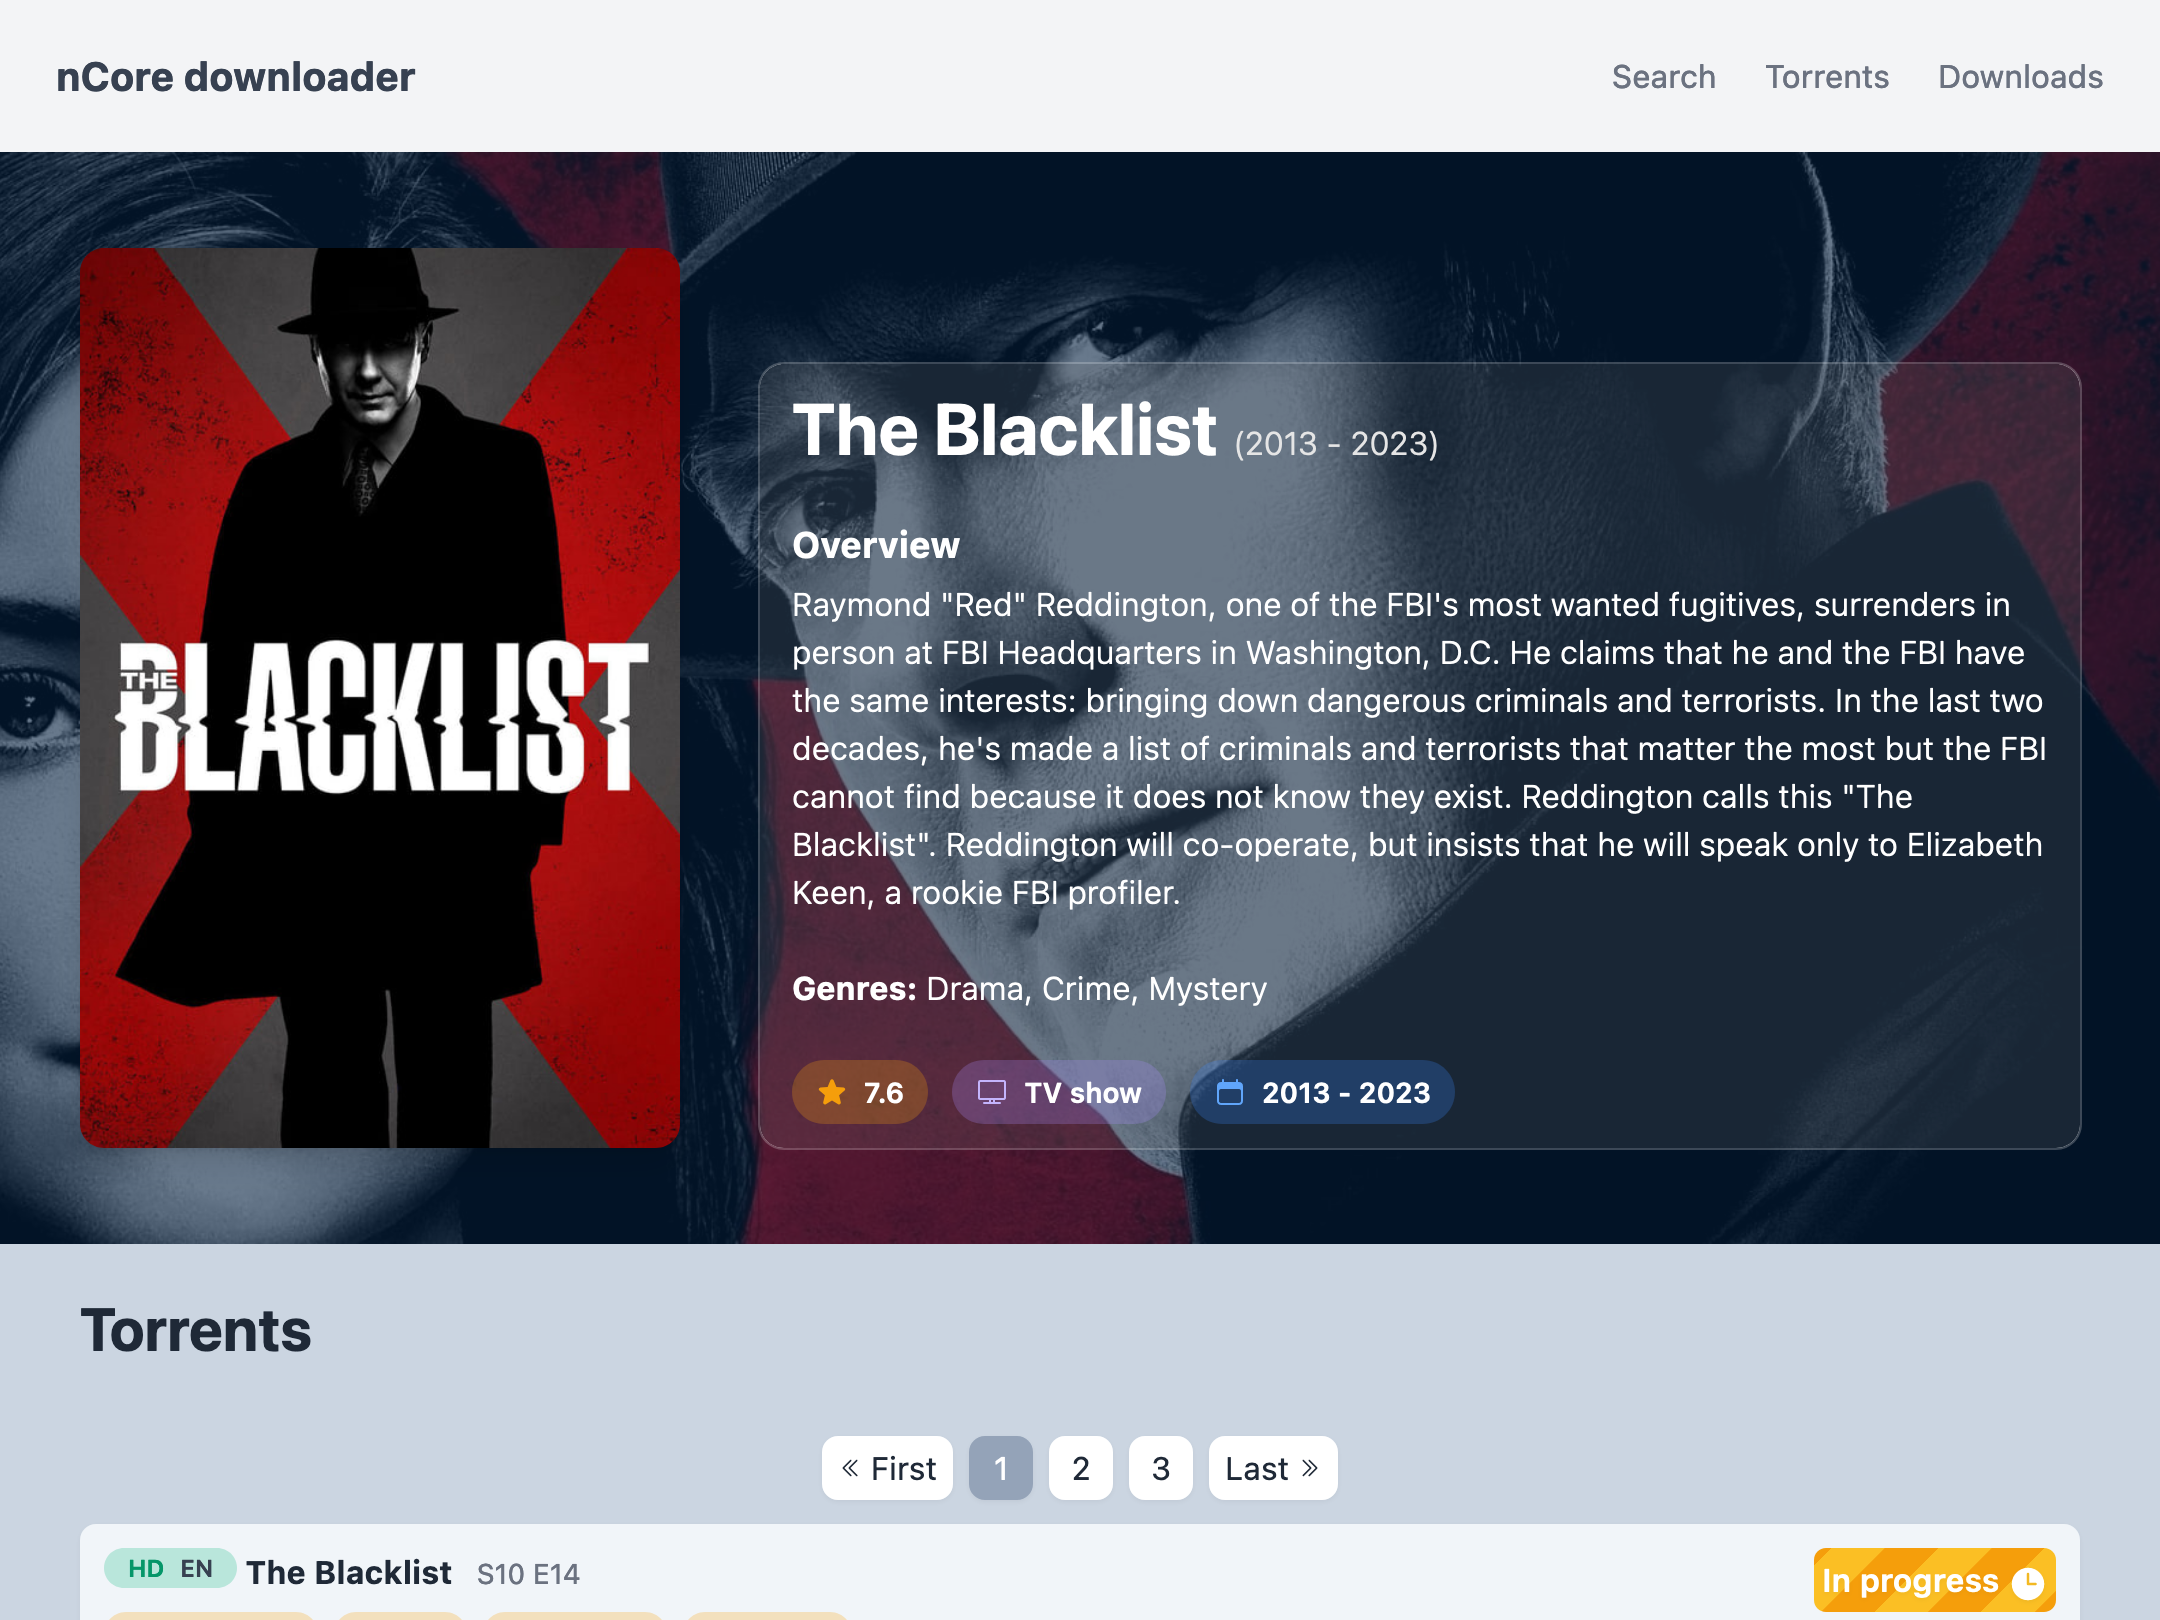 nCore downloader
Search Torrents Downloads
THE
BLACKLIST
The Blacklist (2013 - 2023)
Overview
Raymond "Red" Reddington, one of the FBI's most wanted fugitives, surrenders in
person at FBI Headquarters in Washington, D.C. He claims that he and the FBI have
the same interests: bringing down dangerous criminals and terrorists. In the last two
decades, he's made a list of criminals and terrorists that matter the most but the FBI
cannot find because it does not know they exist. Reddington calls this "The
Blacklist". Reddington will co-operate, but insists that he will speak only to Elizabeth
Keen, a rookie FBI profiler.
Genres: Drama, Crime, Mystery
7.6 TV show 2013 - 2023
Torrents
« First 1 2 3 Last »
HD EN The Blacklist S10 E14 In progress